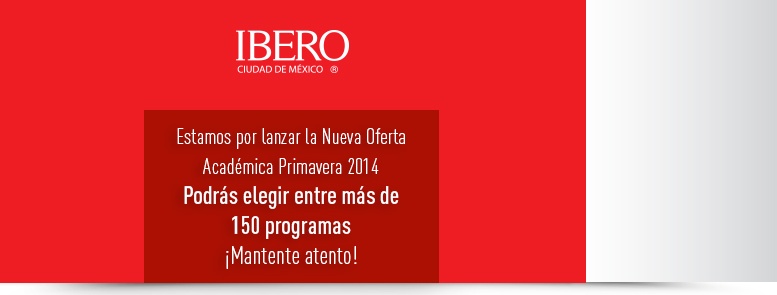 IBERO
CIUDAD DE MÉXICO ®
Estamos por lanzar la Nueva Oferta
Académica Primavera 2014
Podrás elegir entre más de
150 programas
¡Mantente atento!